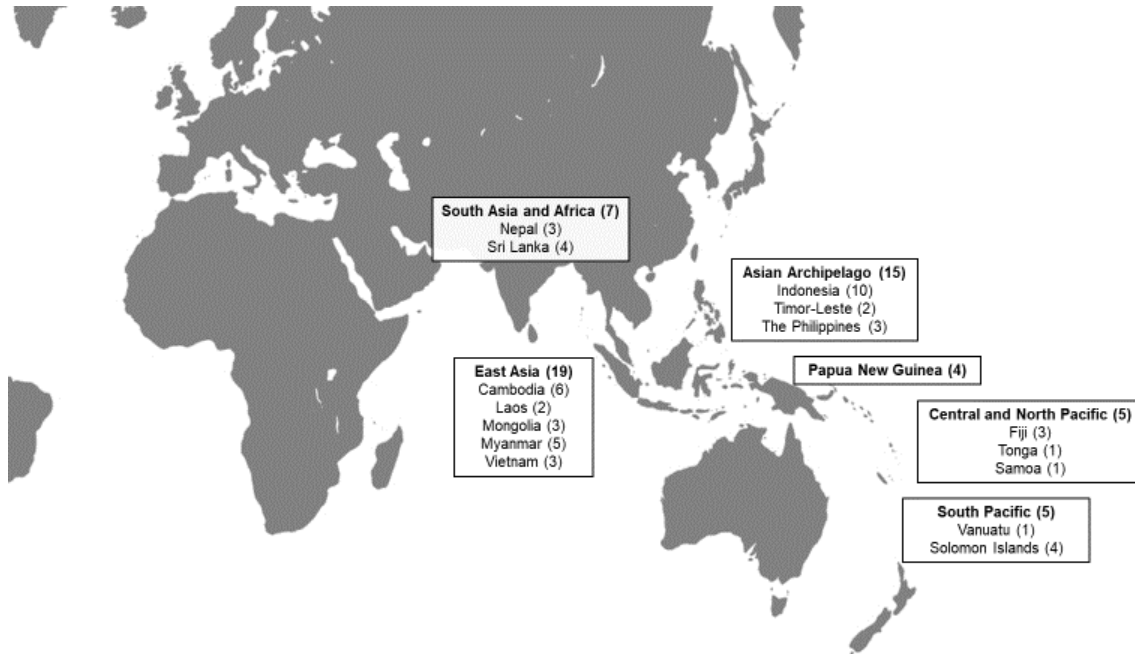 South Asia and Africa (7)
Nepal (3)
Sri Lanka (4)
Asian Archipelago (15)
Indonesia (10)
Timor-Leste (2)
The Philippines (3)
East Asia (19)
Cambodia (6)
Laos (2)
Mongolia (3)
Myanmar (5)
Vietnam (3)
Papua New Guinea (4)
Central and North Pacific (5)
Fiji (3)
Tonga (1)
Samoa (1)
South Pacific (5)
Vanuatu (1)
Solomon Islands (4)